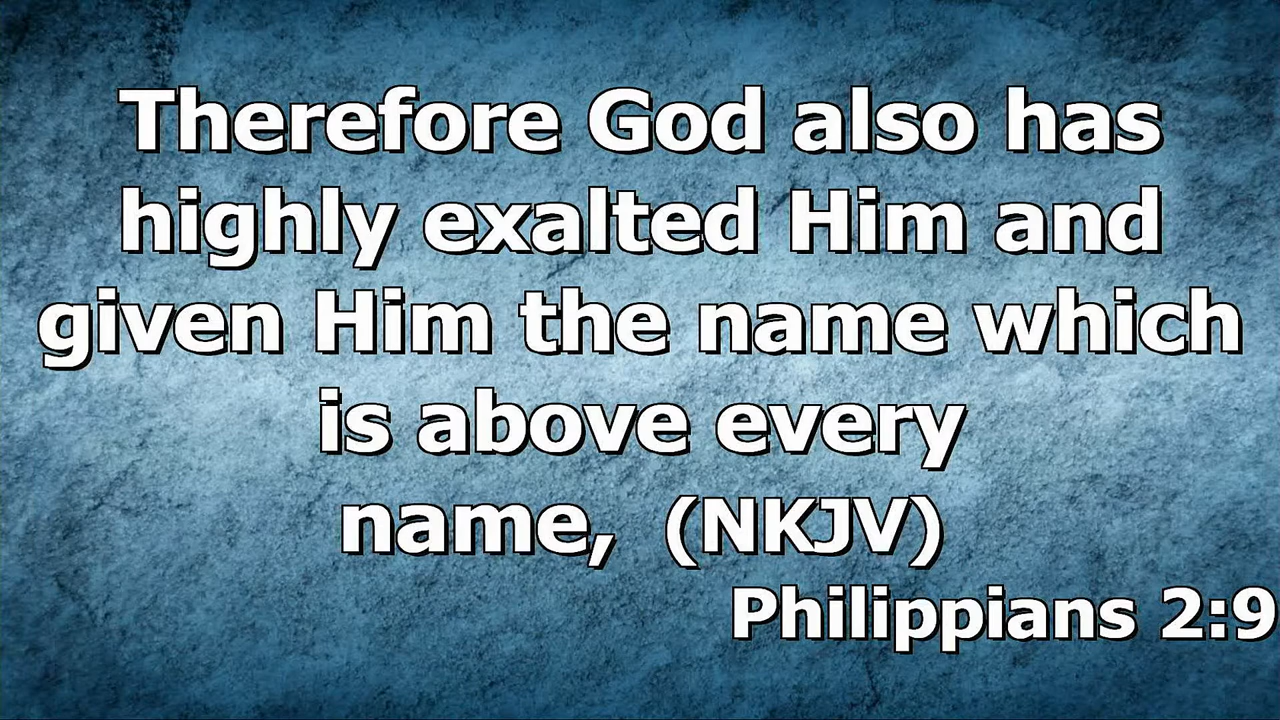 Therefore God also has
highly exalted Him and
given Him the name which
is above every
name,  (NKJV)
Philippians 2:9